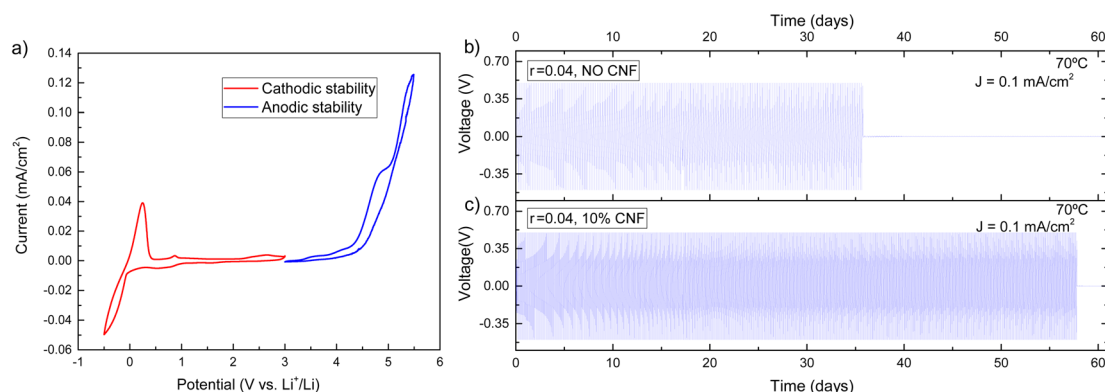 a)
0.14
0.12
0.10
0.08
0.06
0.04
0.02
0.00
-0.02
-0.04
-0.06
Current (mA/cm²)
Cathodic stability
Anodic stability
-1 0 1 2 3 4 5 6
Potential (V vs. Li⁺/Li)
Time (days)
0 10 20 30 40 50 60
b)
0.70
0.35
0.00
-0.35
Voltage (V)
r=0.04, NO CNF
70ºC
J = 0.1 mA/cm²
c)
0.70
0.35
0.00
-0.35
Voltage(V)
r=0.04, 10% CNF
70ºC
J = 0.1 mA/cm²
0 10 20 30 40 50 60
Time (days)